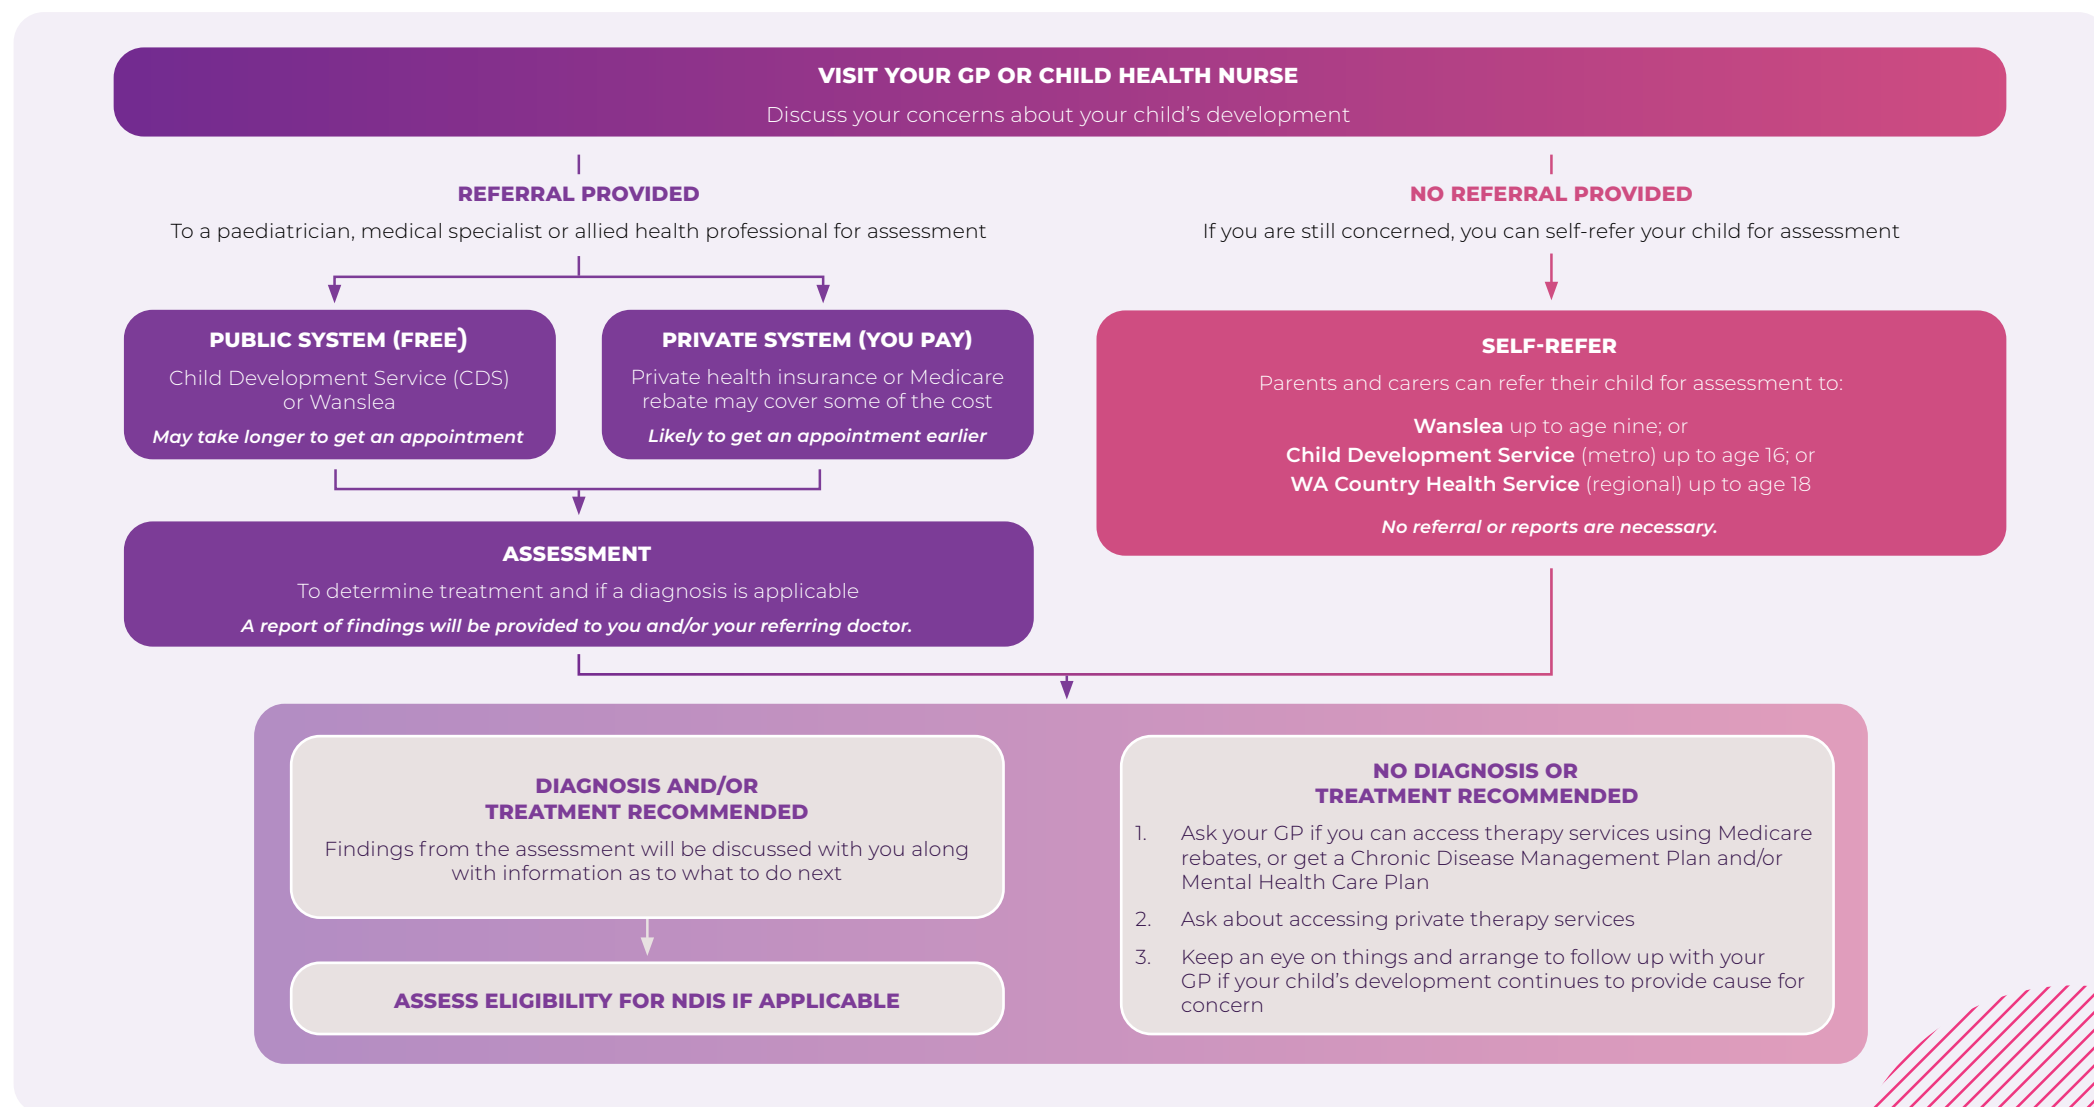 VISIT YOUR GP OR CHILD HEALTH NURSE
Discuss your concerns about your child's development
REFERRAL PROVIDED
To a paediatrician, medical specialist or allied health professional for assessment
PUBLIC SYSTEM (FREE)
Child Development Service (CDS)
or Wanslea
May take longer to get an appointment
PRIVATE SYSTEM (YOU PAY)
Private health insurance or Medicare
rebate may cover some of the cost
Likely to get an appointment earlier
ASSESSMENT
To determine treatment and if a diagnosis is applicable
A report of findings will be provided to you and/or your referring doctor.
NO REFERRAL PROVIDED
If you are still concerned, you can self-refer your child for assessment
SELF-REFER
Parents and carers can refer their child for assessment to:
Wanslea up to age nine; or
Child Development Service (metro) up to age 16; or
WA Country Health Service (regional) up to age 18
No referral or reports are necessary.
DIAGNOSIS AND/OR
TREATMENT RECOMMENDED
Findings from the assessment will be discussed with you along
with information as to what to do next
ASSESS ELIGIBILITY FOR NDIS IF APPLICABLE
NO DIAGNOSIS OR
TREATMENT RECOMMENDED
1. Ask your GP if you can access therapy services using Medicare
rebates, or get a Chronic Disease Management Plan and/or
Mental Health Care Plan
2. Ask about accessing private therapy services
3. Keep an eye on things and arrange to follow up with your
GP if your child's development continues to provide cause for
concern